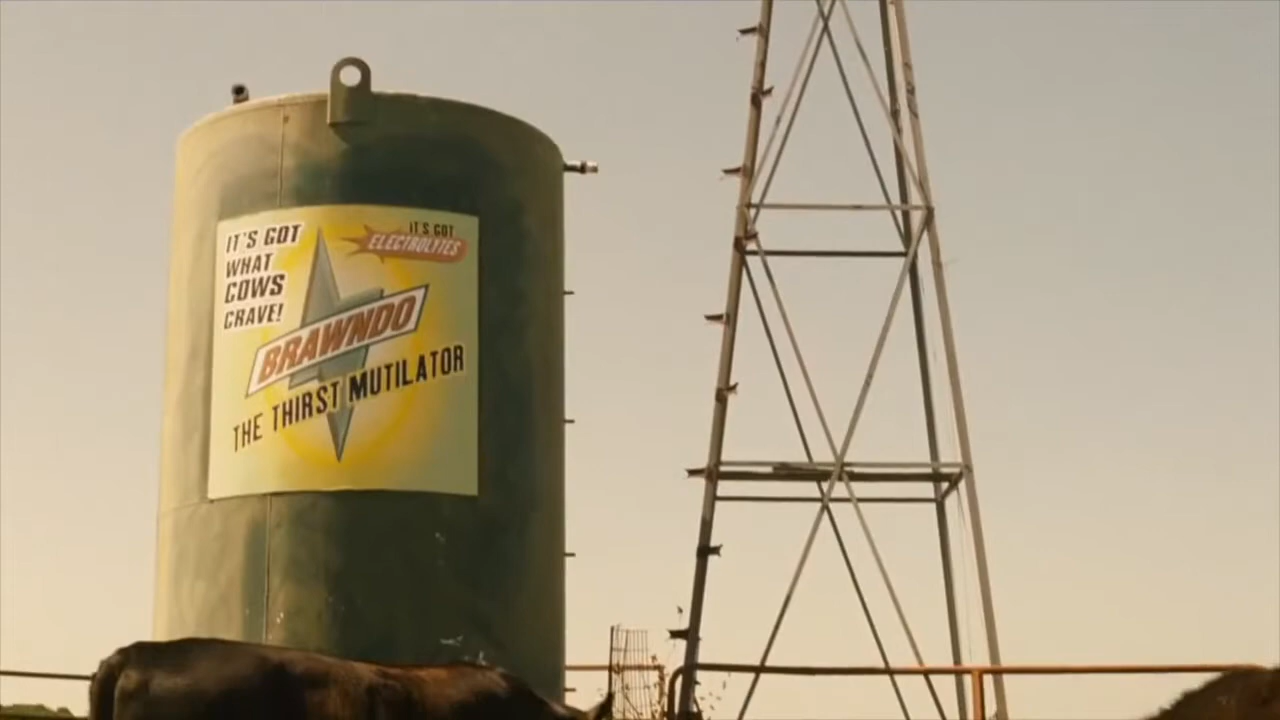 IT'S GOT
WHAT
COWS
CRAVE!
IT'S GOT
ELECTROLYTES
BRAWNDO
THE THIRST MUTILATOR